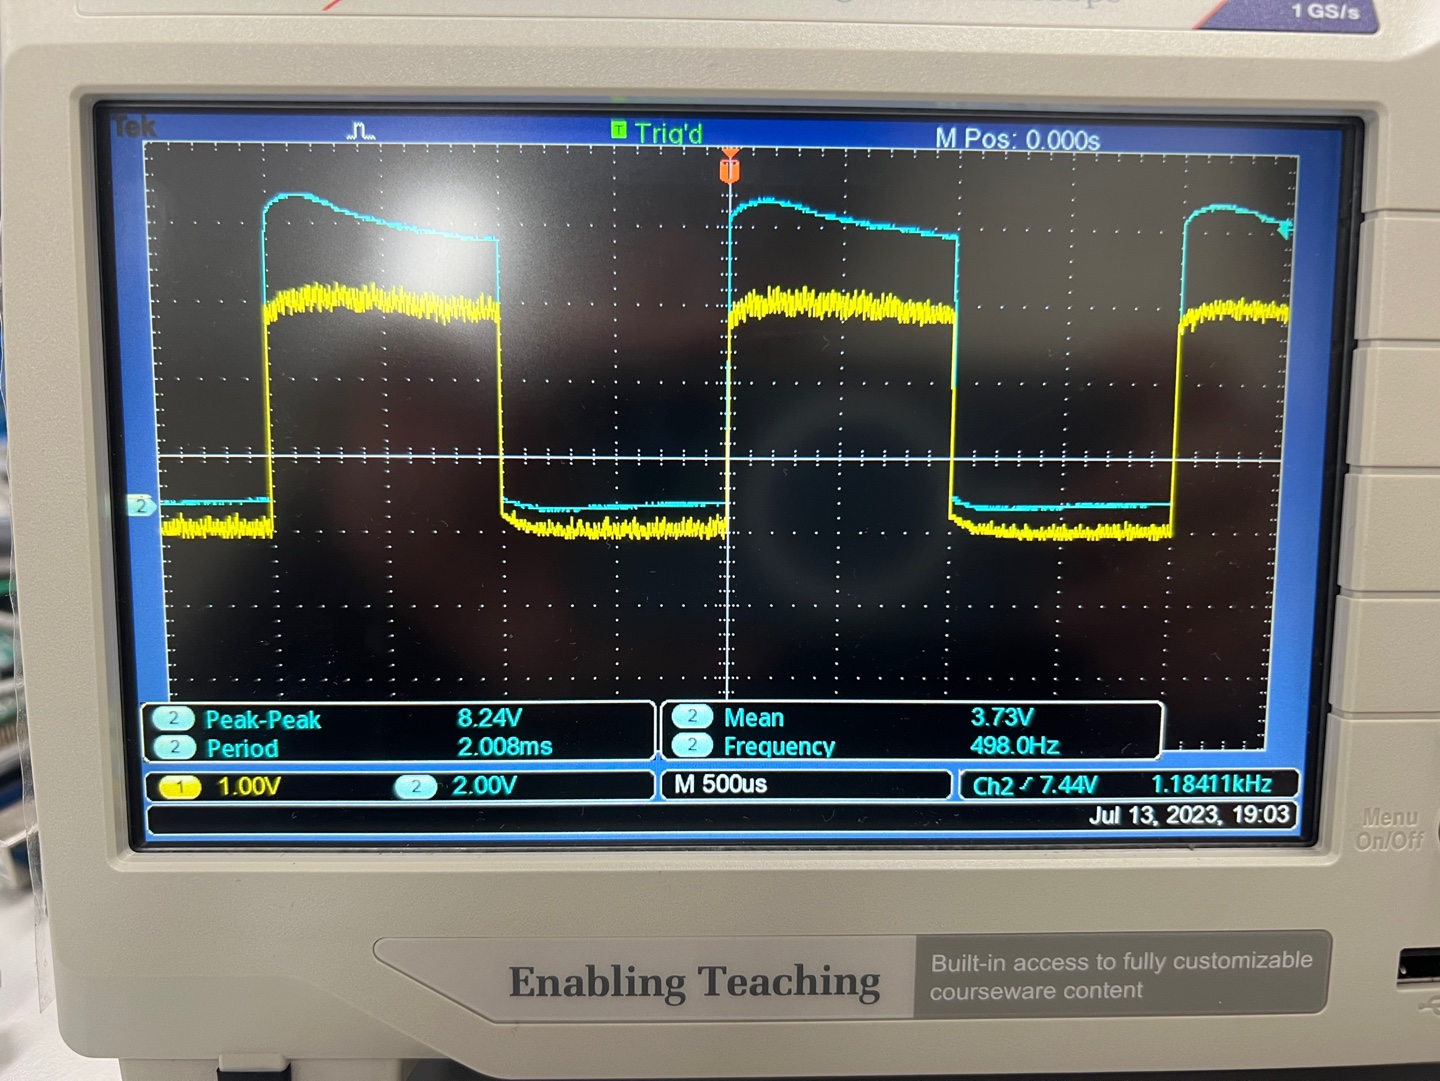 1 GS/s
Tek T Trig'd M Pos: 0.000s
T
2
2 Peak-Peak 8.24V 2 Mean 3.73V
2 Period 2.008ms 2 Frequency 498.0Hz
1 1.00V 2 2.00V M 500us Ch2 7.44V 1.18411kHz
Jul 13, 2023, 19:03
Menu
On/Off
Enabling Teaching
Built-in access to fully customizable
courseware content